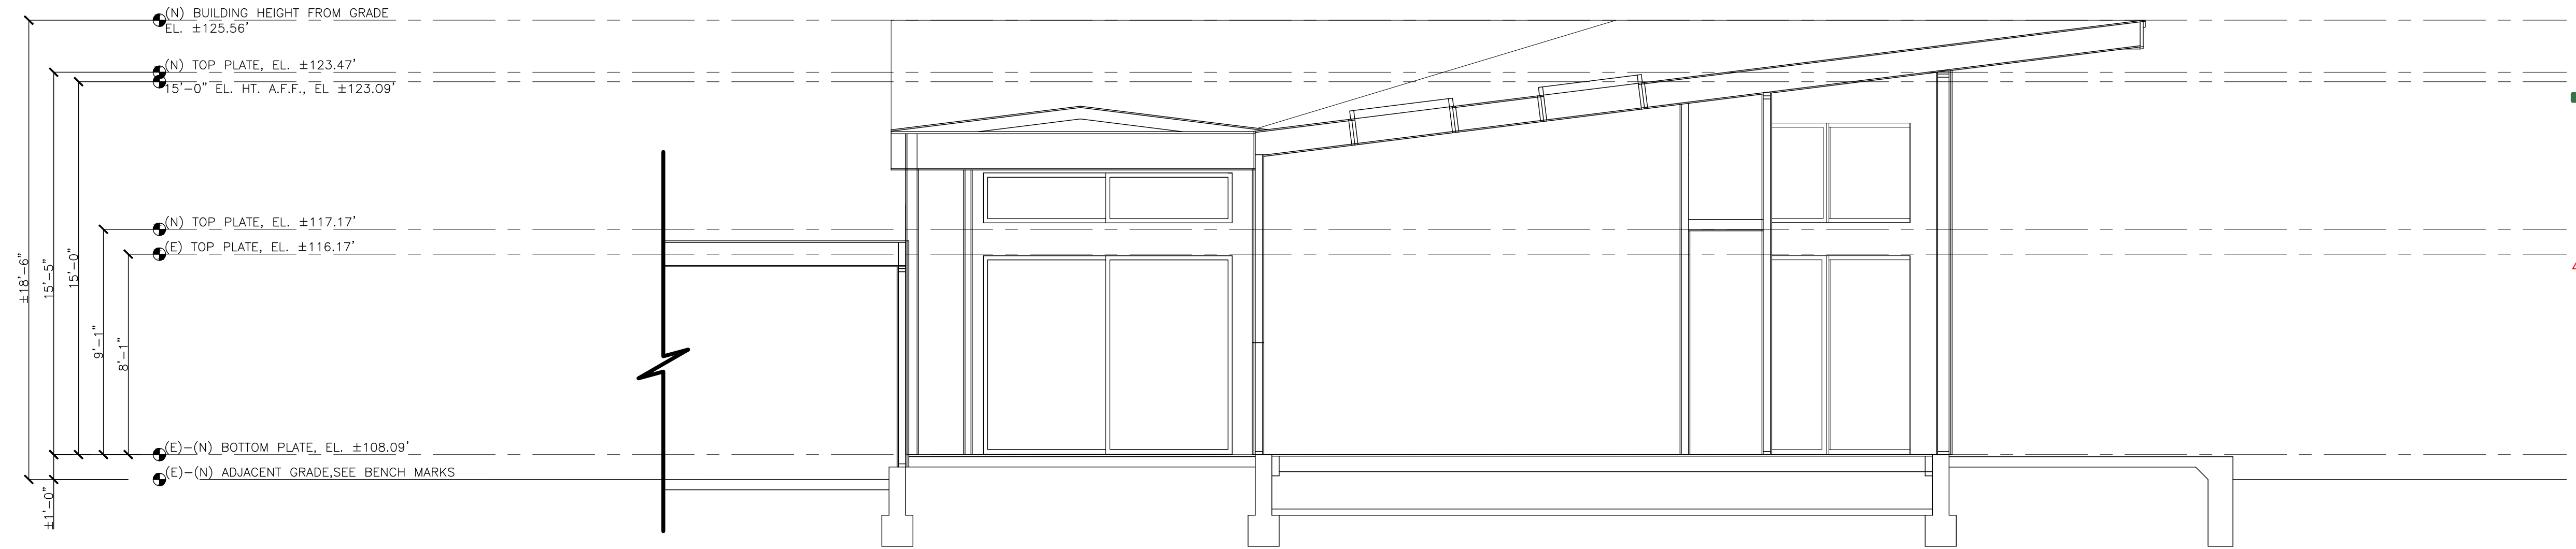 (N) BUILDING HEIGHT FROM GRADE
EL. ±125.56'
(N) TOP PLATE, EL. ±123.47'
15'-0" EL. HT. A.F.F., EL ±123.09'
(N) TOP PLATE, EL. ±117.17'
(E) TOP PLATE, EL. ±116.17'
±18'-6"
15'-5"
15'-0"
9'-1"
8'-1"
(E)-(N) BOTTOM PLATE, EL. ±108.09'
(E)-(N) ADJACENT GRADE,SEE BENCH MARKS
±1'-0"